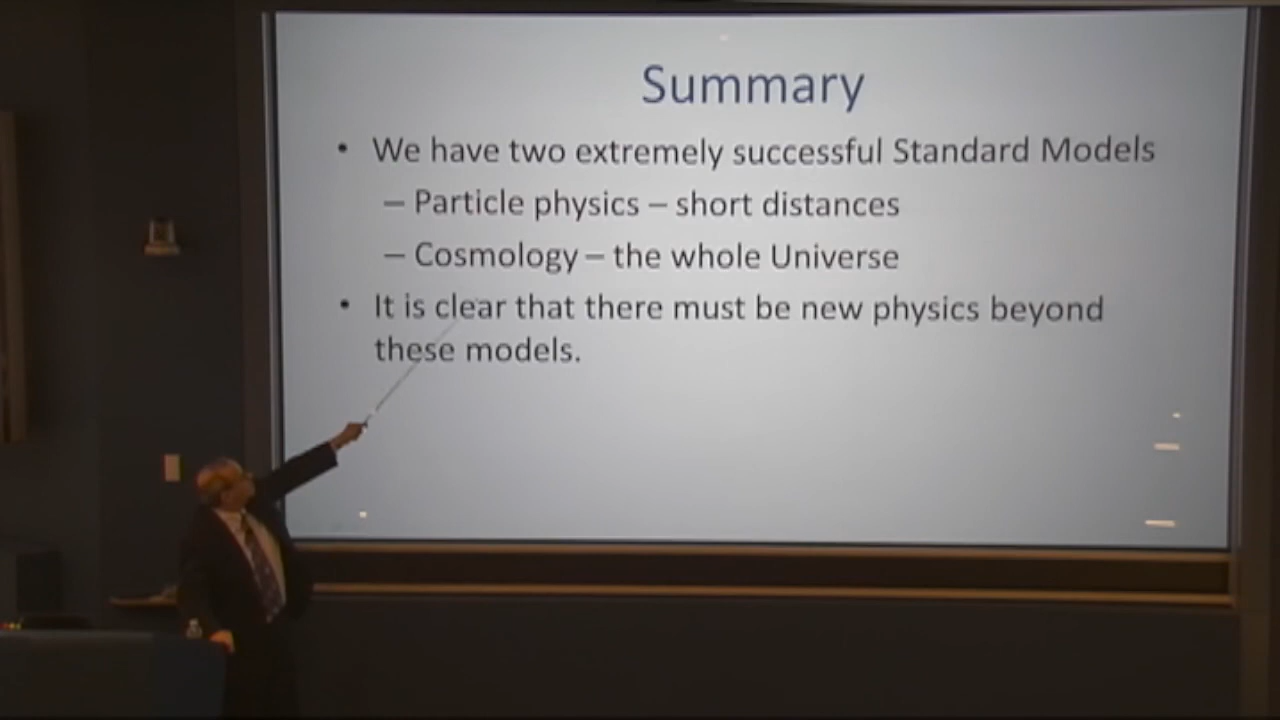 Summary
• We have two extremely successful Standard Models
– Particle physics – short distances
– Cosmology – the whole Universe
• It is clear that there must be new physics beyond
these models.